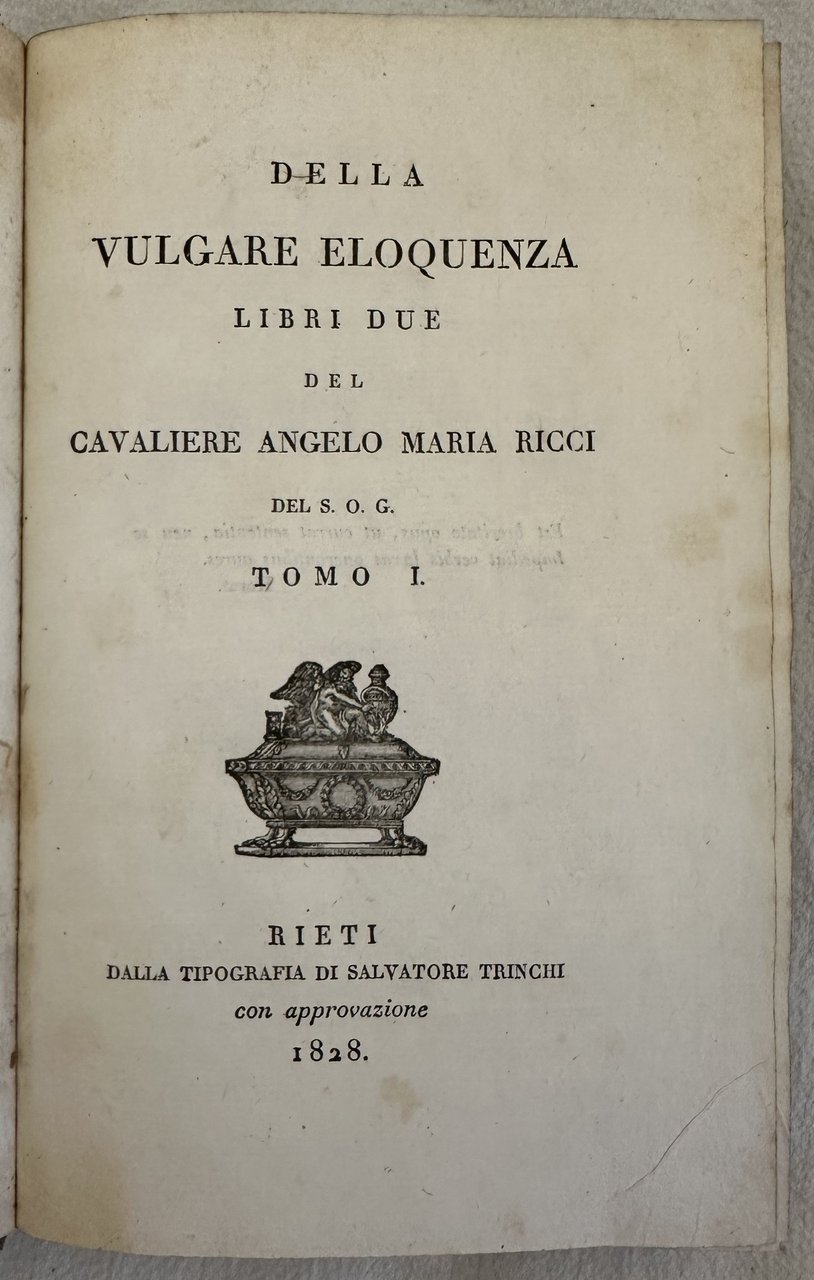 DELLA
VULGARE ELOQUENZA
LIBRI DUE
DEL
CAVALIERE ANGELO MARIA RICCI
DEL S. O. G.
TOMO I.
RIETI
DALLA TIPOGRAFIA DI SALVATORE TRINCHI
con approvazione
1828.